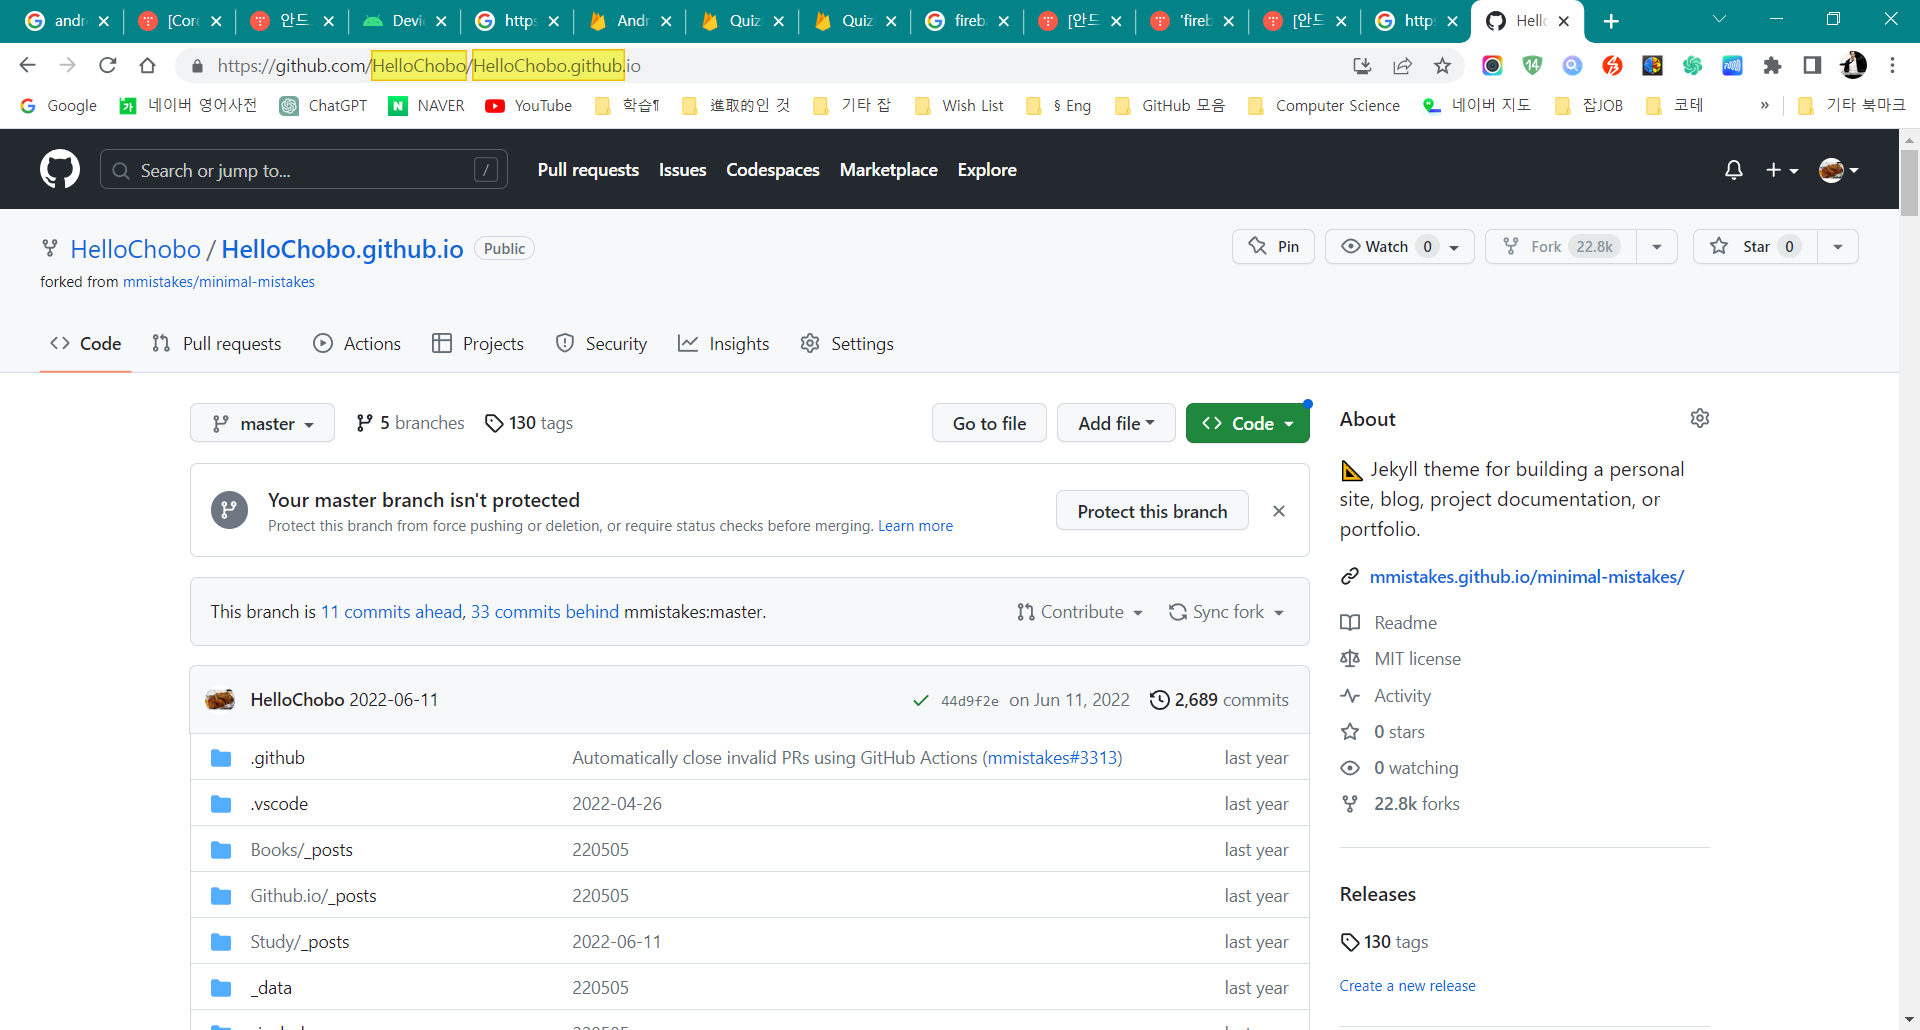 andr
[Coro
안드
Devic
https
Andr
Quiz
Quiz
fireb
[안드
'fireb
[안드
https
Hello
https://github.com/HelloChobo/HelloChobo.github.io
14
Google 네이버 영어사전 ChatGPT NAVER YouTube 학습¶ 進取的인 것 기타 잡 Wish List § Eng GitHub 모음 Computer Science 네이버 지도 잡JOB 코테 » 기타 북마크
Search or jump to... / Pull requests Issues Codespaces Marketplace Explore
HelloChobo / HelloChobo.github.io Public Pin Watch 0 Fork 22.8k Star 0
forked from mmistakes/minimal-mistakes
Code Pull requests Actions Projects Security Insights Settings
master 5 branches 130 tags Go to file Add file Code
Your master branch isn't protected
Protect this branch from force pushing or deletion, or require status checks before merging. Learn more
Protect this branch
This branch is 11 commits ahead, 33 commits behind mmistakes:master. Contribute Sync fork
HelloChobo 2022-06-11 44d9f2e on Jun 11, 2022 2,689 commits
.github Automatically close invalid PRs using GitHub Actions (mmistakes#3313) last year
.vscode 2022-04-26 last year
Books/_posts 220505 last year
Github.io/_posts 220505 last year
Study/_posts 2022-06-11 last year
_data 220505 last year
About
Jekyll theme for building a personal
site, blog, project documentation, or
portfolio.
mmistakes.github.io/minimal-mistakes/
Readme
MIT license
Activity
0 stars
0 watching
22.8k forks
Releases
130 tags
Create a new release